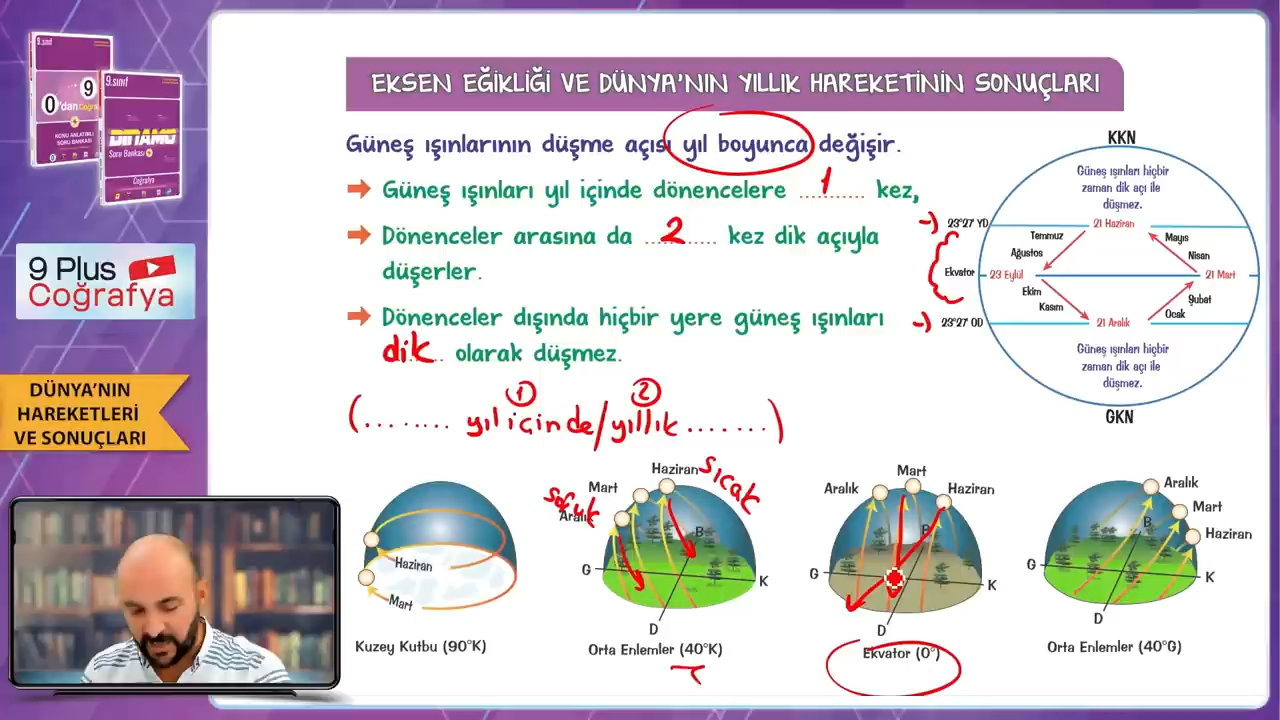 9.sınıf
0'dan 9
KONU ANLATIMLI
SORU BANKASI
9.sınıf
DİNAMO
Soru Bankası
Coğrafya
9 Plus
Coğrafya
DÜNYA'NIN
HAREKETLERİ
VE SONUÇLARI
EKSEN EĞİKLİĞİ VE DÜNYA'NIN YILLIK HAREKETİNİN SONUÇLARI
Güneş ışınlarının düşme açısı yıl boyunca değişir.
Güneş ışınları yıl içinde dönencelere 1 kez,
Dönenceler arasına da 2 kez dik açıyla
düşerler.
Dönenceler dışında hiçbir yere güneş ışınları
dik olarak düşmez.
(........ yıl içinde/yıllık .......)
1 2
KKN
Güneş ışınları hiçbir
zaman dik açı ile
düşmez.
23°27' YD
21 Haziran
Temmuz
Mayıs
Ağustos
Nisan
Ekvator
23 Eylül
21 Mart
Ekim
Şubat
Kasım
Ocak
23°27' OD
21 Aralık
Güneş ışınları hiçbir
zaman dik açı ile
düşmez.
GKN
Haziran
Mart
Kuzey Kutbu (90°K)
Haziran
sıcak
Mart
soğuk
Aralık
B
G
K
D
Orta Enlemler (40°K)
Mart
Aralık
Haziran
B
G
K
D
Ekvator (0°)
Aralık
Mart
Haziran
B
G
K
D
Orta Enlemler (40°G)